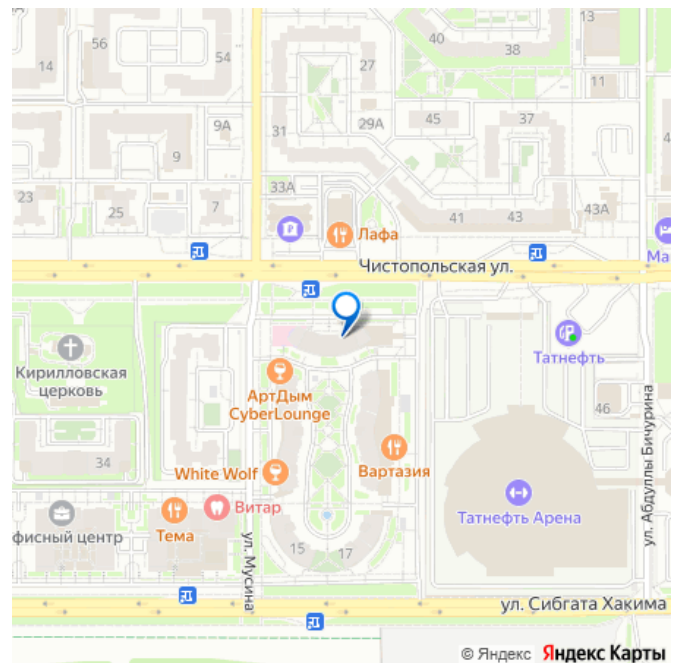 56
54
14
40
38
13
27
11
9А
29А
45
37
31
9
4
33А
23
25
7
41
43
43А
Лафа
Ма
Чистопольская ул.
Татнефть
Кирилловская
церковь
АртДым
CyberLounge
46
ул. Абдуллы Бичурина
34
White Wolf
Вартазия
Витар
Татнефть Арена
фисный центр
Тема
ул. Мусина
15
17
ул. Сибгата Хакима
© Яндекс Яндекс Карты